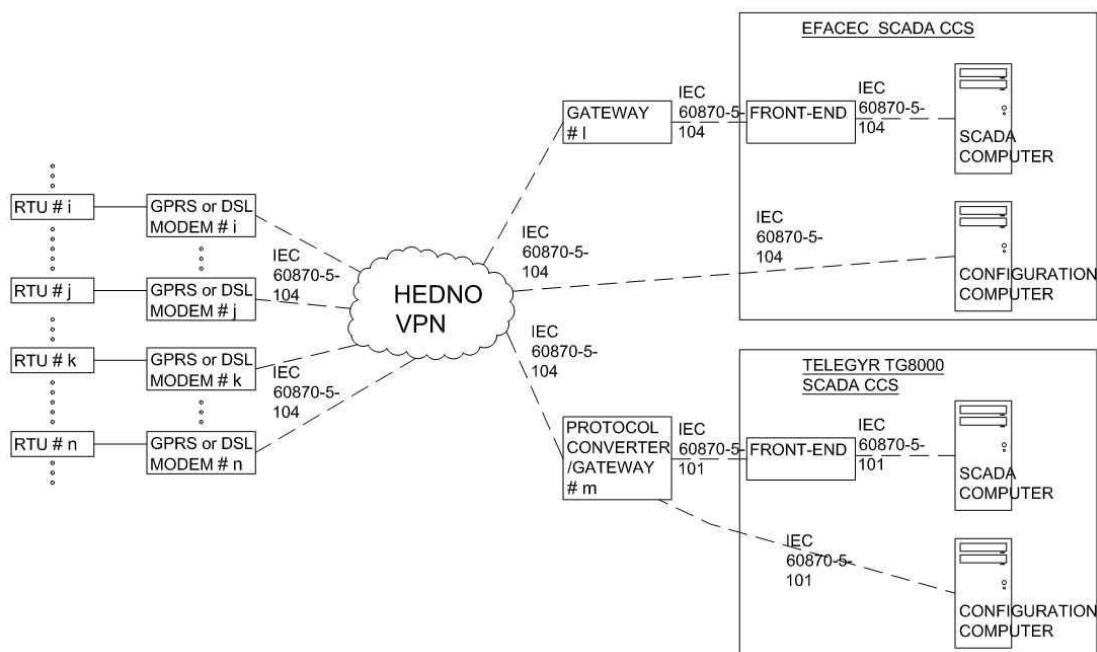 EFACEC SCADA CCS
IEC
60870-5-
104
IEC
60870-5-
104
GATEWAY
# l
FRONT-END
SCADA
COMPUTER
RTU # i
GPRS or DSL
MODEM # i
IEC
60870-5-
104
IEC
60870-5-
104
IEC
60870-5-
104
CONFIGURATION
COMPUTER
RTU # j
GPRS or DSL
MODEM # j
HEDNO
VPN
RTU # k
GPRS or DSL
MODEM # k
IEC
60870-5-
104
IEC
60870-5-
104
RTU # n
GPRS or DSL
MODEM # n
TELEGYR TG8000
SCADA CCS
PROTOCOL
CONVERTER
/GATEWAY
# m
IEC
60870-5-
101
FRONT-END
IEC
60870-5-
101
SCADA
COMPUTER
IEC
60870-5-
101
CONFIGURATION
COMPUTER